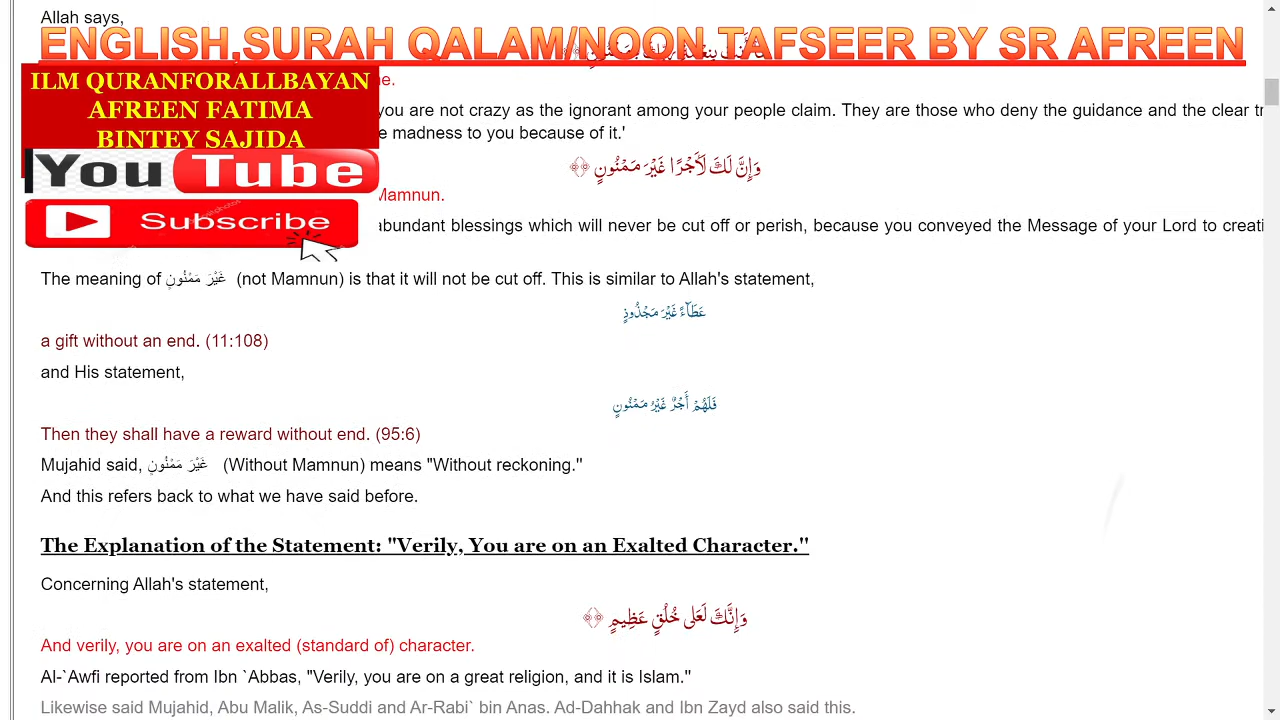 Allah says,
ENGLISH,SURAH QALAM/NOON TAFSEER BY SR AFREEN
ILM QURANFORALLBAYAN
AFREEN FATIMA
BINTEY SAJIDA
You Tube
Subscribe
ne.
you are not crazy as the ignorant among your people claim. They are those who deny the guidance and the clear tr
e madness to you because of it.'
وَإِنَّ لَكَ لَأَجْرًا غَيْرَ مَمْنُونٍ
Mamnun.
abundant blessings which will never be cut off or perish, because you conveyed the Message of your Lord to creati
The meaning of غَيْرَ مَمْنُونٍ (not Mamnun) is that it will not be cut off. This is similar to Allah's statement,
عَطَآءً غَيْرَ مَجْذُوذٍ
a gift without an end. (11:108)
and His statement,
فَلَهُمْ أَجْرٌ غَيْرُ مَمْنُونٍ
Then they shall have a reward without end. (95:6)
Mujahid said, غَيْرَ مَمْنُونٍ (Without Mamnun) means "Without reckoning."
And this refers back to what we have said before.
The Explanation of the Statement: "Verily, You are on an Exalted Character."
Concerning Allah's statement,
وَإِنَّكَ لَعَلَى خُلُقٍ عَظِيمٍ
And verily, you are on an exalted (standard of) character.
Al-`Awfi reported from Ibn `Abbas, "Verily, you are on a great religion, and it is Islam."
Likewise said Mujahid, Abu Malik, As-Suddi and Ar-Rabi` bin Anas. Ad-Dahhak and Ibn Zayd also said this.